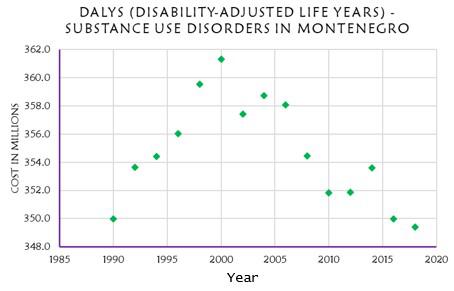 DALYS (DISABILITY-ADJUSTED LIFE YEARS) -
SUBSTANCE USE DISORDERS IN MONTENEGRO
COST IN MILLIONS
362.0
360.0
358.0
356.0
354.0
352.0
350.0
348.0
1985 1990 1995 2000 2005 2010 2015 2020
Year